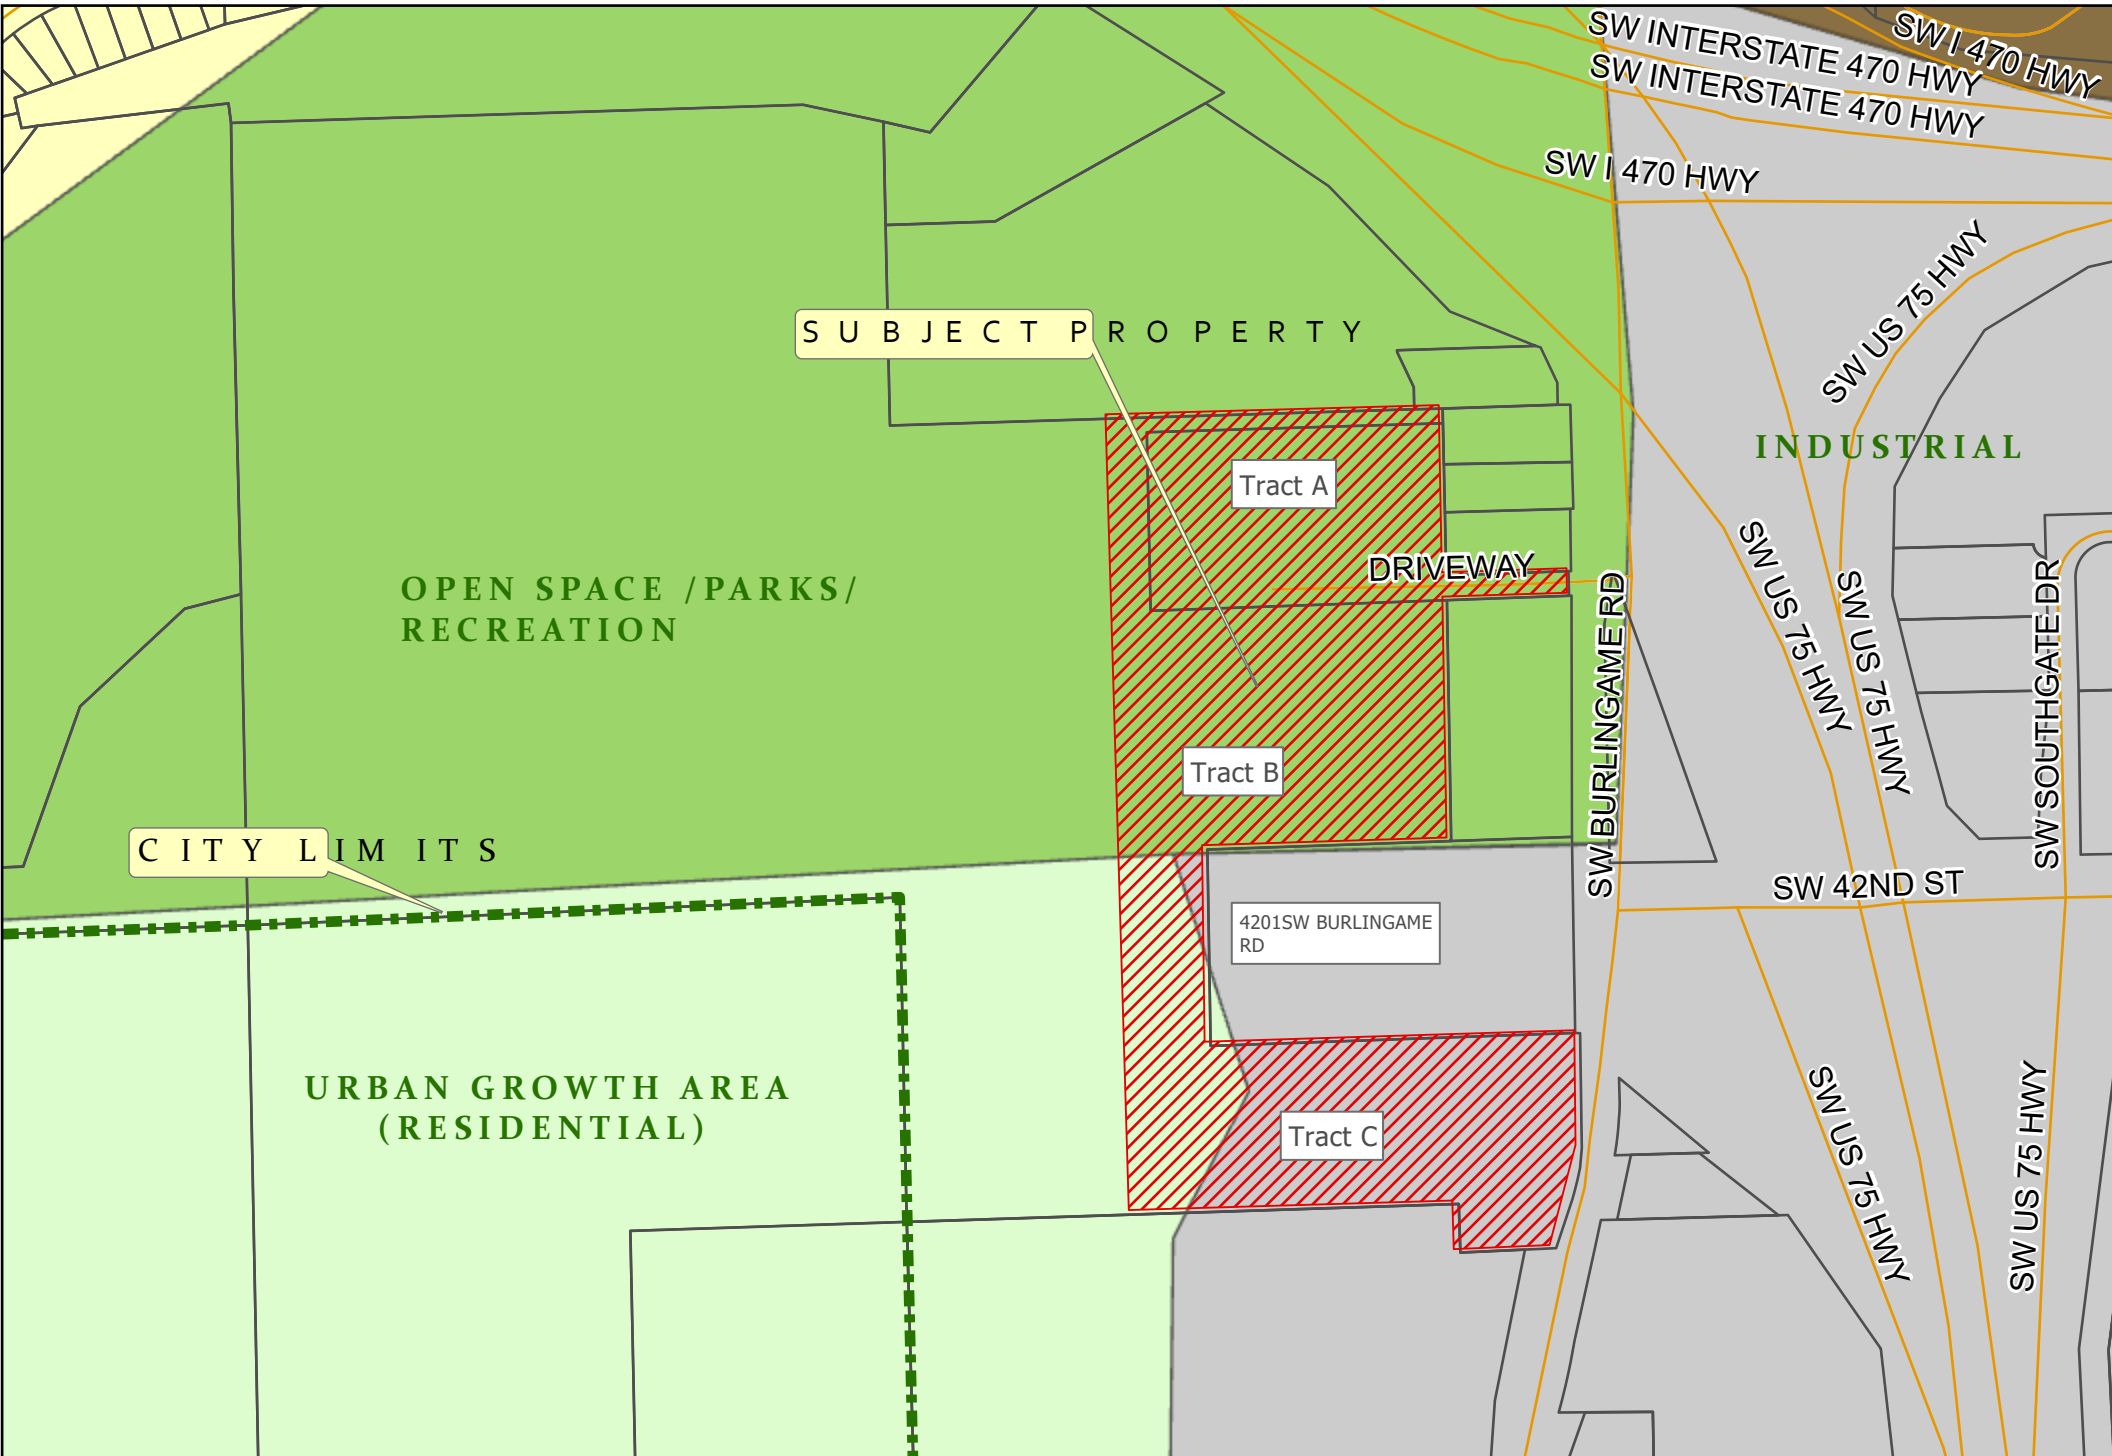 SW INTERSTATE 470 HWY
SW I 470 HWY
SW INTERSTATE 470 HWY
SW I 470 HWY
SW US 75 HWY
SUBJECT PROPERTY
INDUSTRIAL
Tract A
DRIVEWAY
OPEN SPACE /PARKS/
RECREATION
SW BURLINGAME RD
SW US 75 HWY
SW US 75 HWY
SW SOUTHGATE DR
Tract B
CITY LIMITS
SW 42ND ST
4201SW BURLINGAME
RD
URBAN GROWTH AREA
(RESIDENTIAL)
Tract C
SW US 75 HWY
SW US 75 HWY